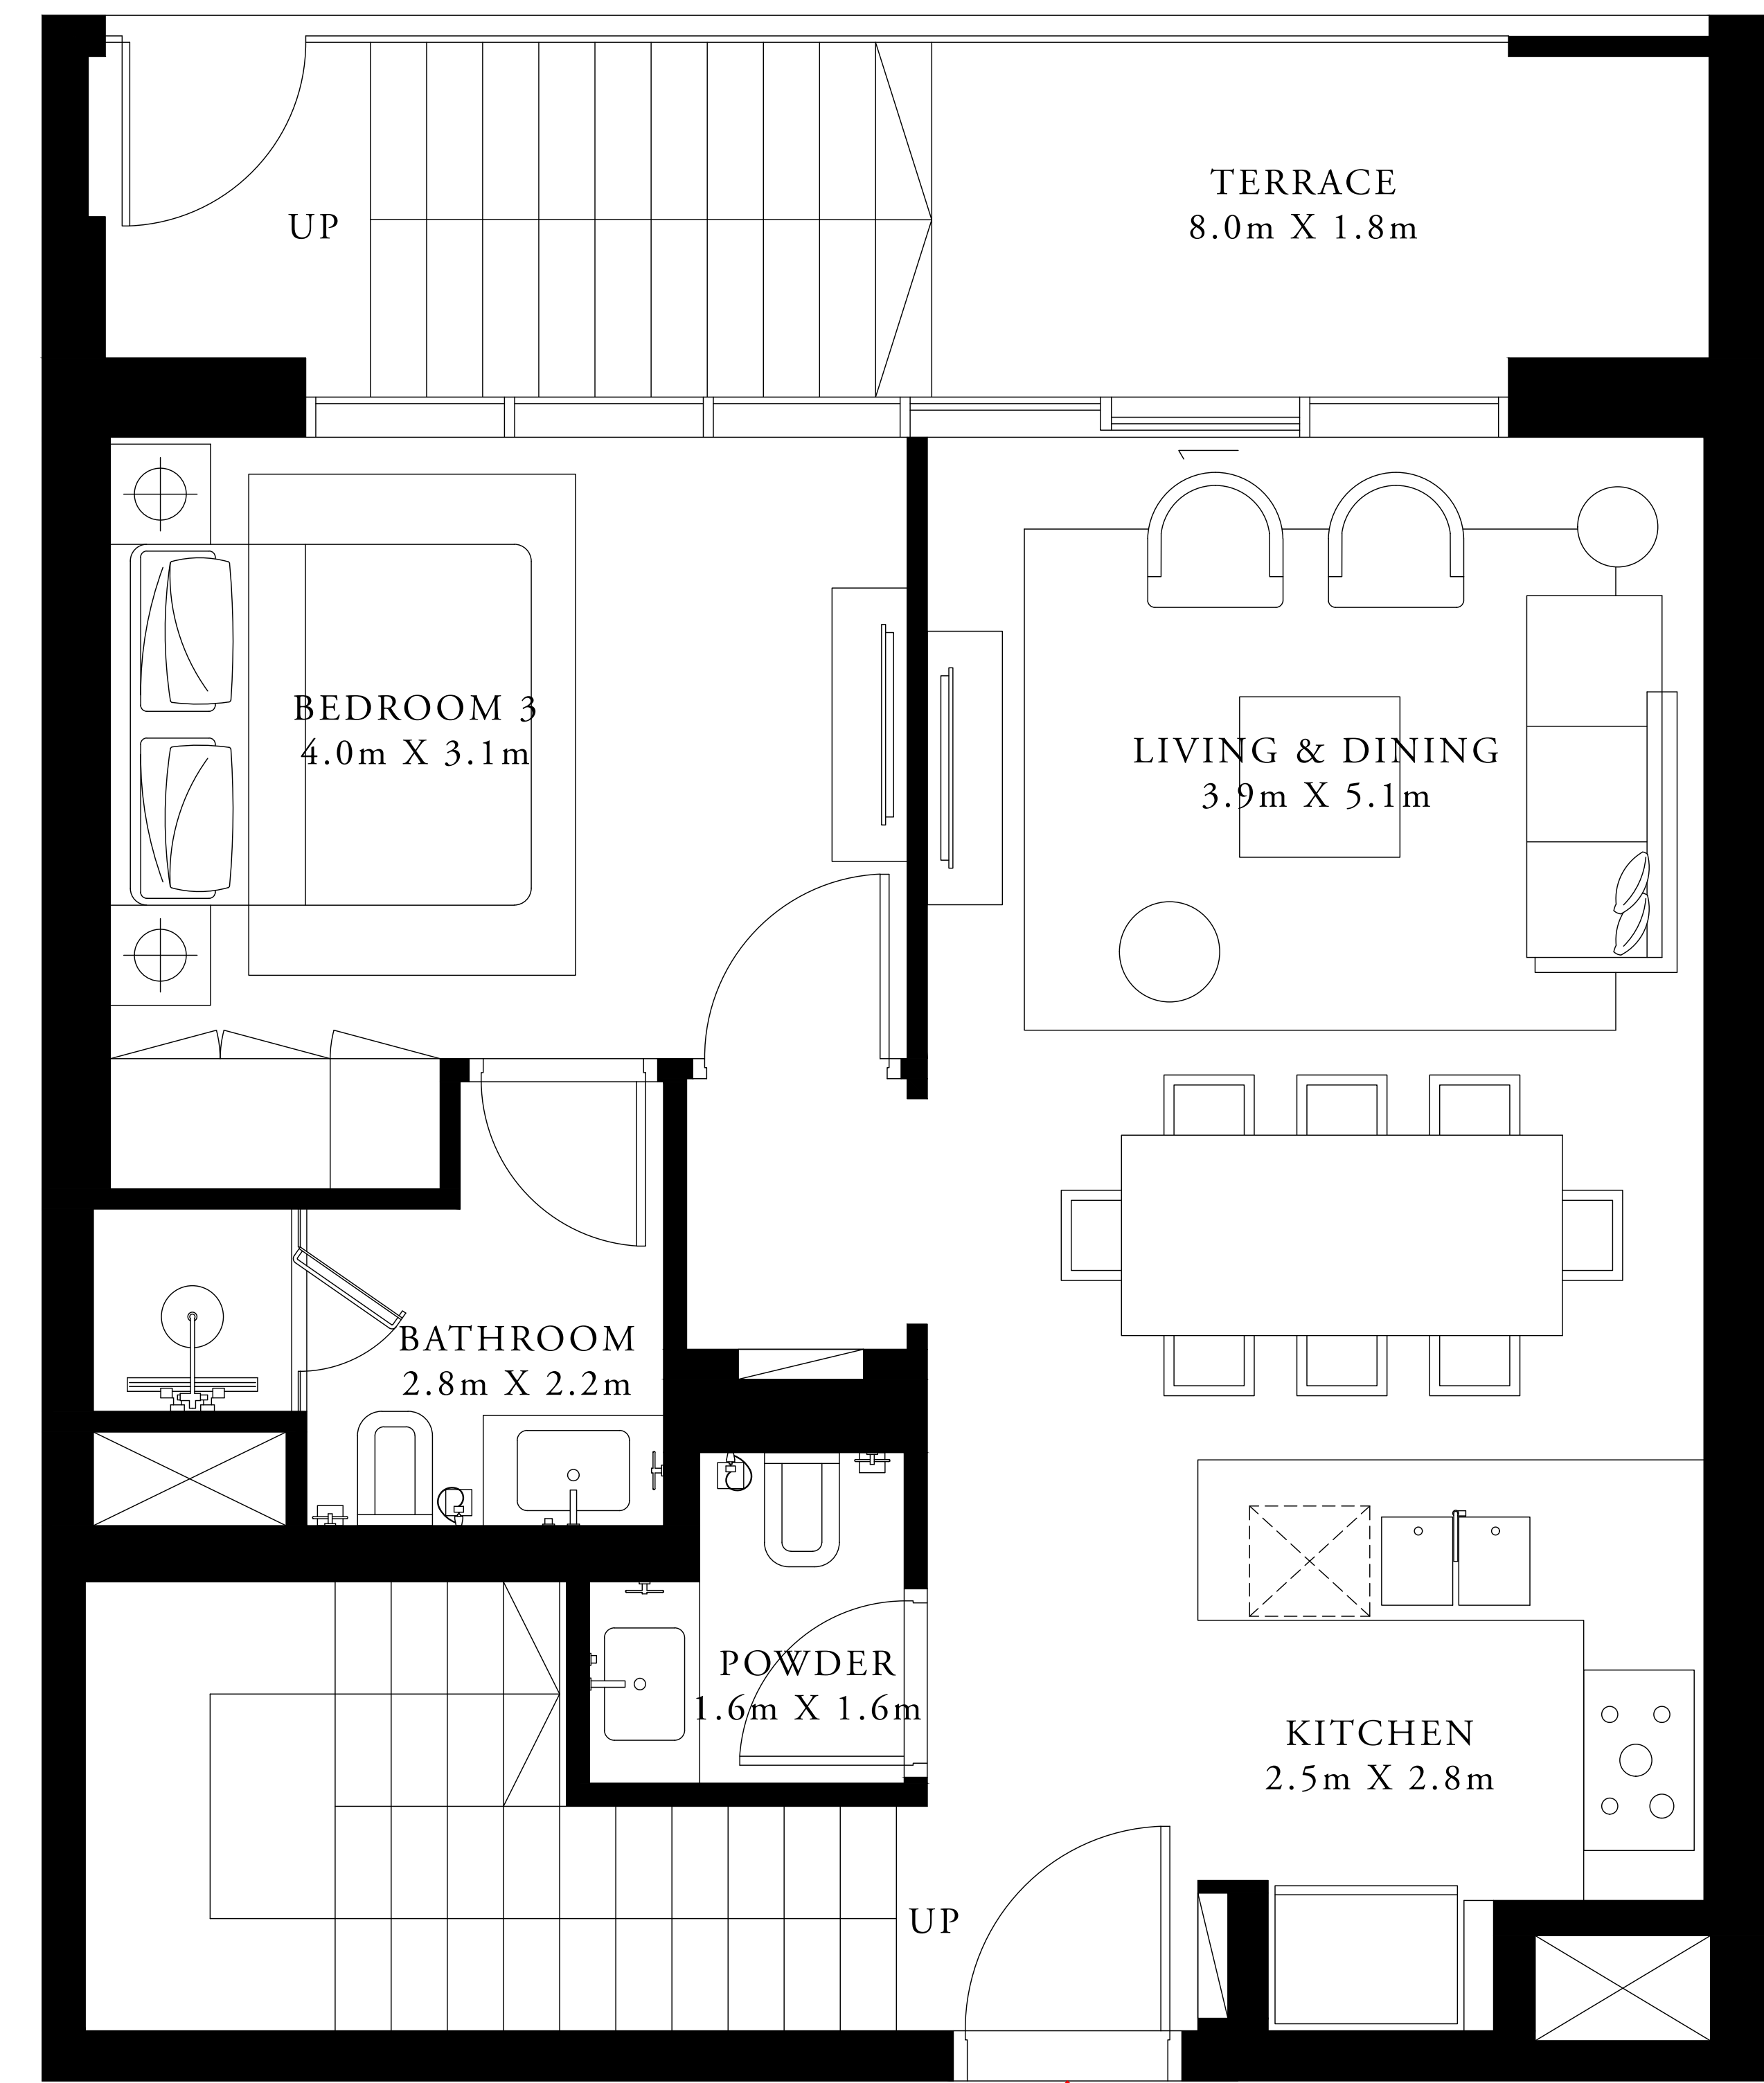 TERRACE
8.0m X 1.8m
UP
BEDROOM 3
4.0m X 3.1m
LIVING & DINING
3.9m X 5.1m
BATHROOM
2.8m X 2.2m
POWDER
1.6m X 1.6m
KITCHEN
2.5m X 2.8m
UP